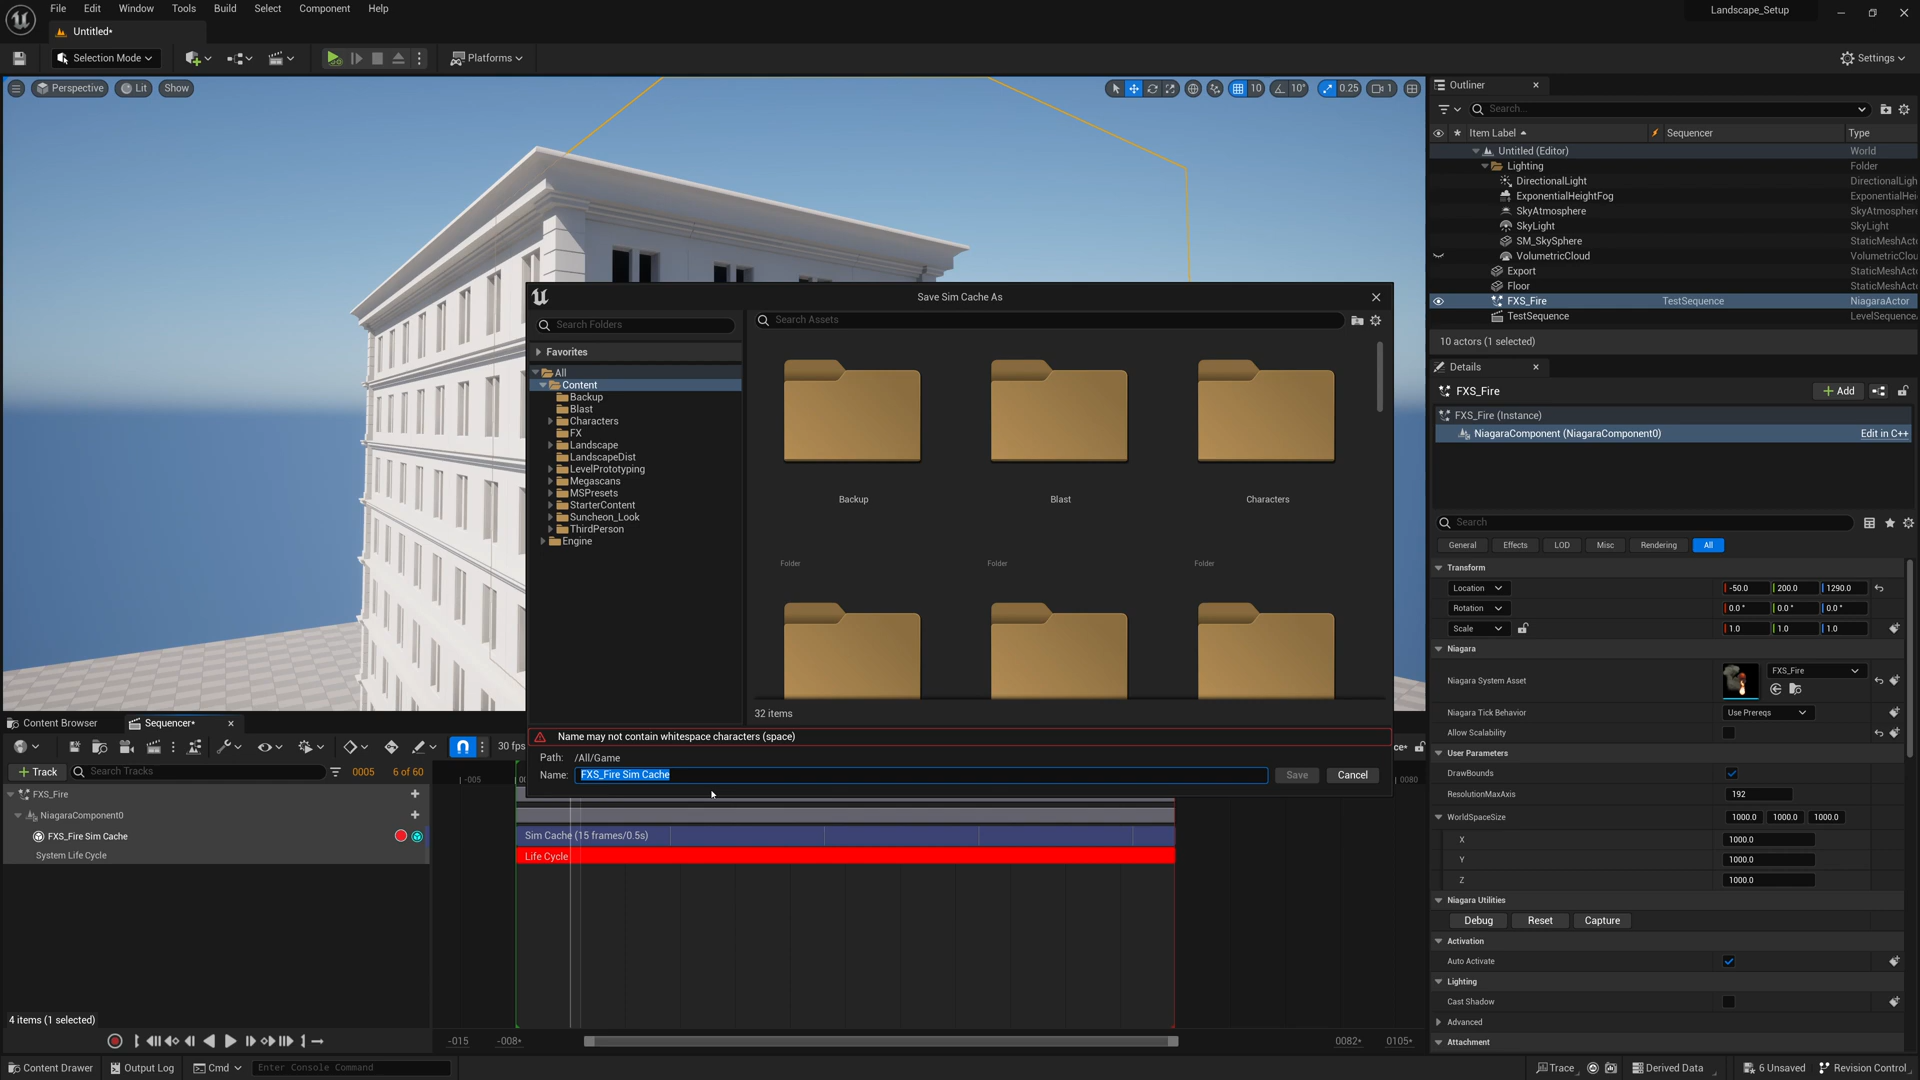 File Edit Window Tools Build Select Component Help
Landscape_Setup
Untitled*
Selection Mode
Platforms
Settings
Perspective Lit Show
10 10° 0.25 1
Outliner
Search...
Item Label Sequencer Type
Untitled (Editor) World
Lighting Folder
DirectionalLight DirectionalLigh
ExponentialHeightFog ExponentialHei
SkyAtmosphere SkyAtmosphere
SkyLight SkyLight
SM_SkySphere StaticMeshActo
VolumetricCloud VolumetricClou
Export StaticMeshActo
Floor StaticMeshActo
FXS_Fire TestSequence NiagaraActor
TestSequence LevelSequence
10 actors (1 selected)
Details
FXS_Fire
Add
FXS_Fire (Instance)
NiagaraComponent (NiagaraComponent0) Edit in C++
Search
General Effects LOD Misc Rendering All
Transform
Location -50.0 200.0 1290.0
Rotation 0.0° 0.0° 0.0°
Scale 1.0 1.0 1.0
Niagara
Niagara System Asset FXS_Fire
Niagara Tick Behavior Use Prereqs
Allow Scalability
User Parameters
DrawBounds
ResolutionMaxAxis 192
WorldSpaceSize 1000.0 1000.0 1000.0
X 1000.0
Y 1000.0
Z 1000.0
Niagara Utilities
Debug Reset Capture
Activation
Auto Activate
Lighting
Cast Shadow
Advanced
Attachment
Save Sim Cache As
Search Folders
Search Assets
Favorites
All
Content
Backup
Blast
Characters
FX
Landscape
LandscapeDist
LevelPrototyping
Megascans
MSPresets
StarterContent
Suncheon_Look
ThirdPerson
Engine
Backup Blast Characters
Folder Folder Folder
32 items
Name may not contain whitespace characters (space)
Path: /All/Game
Name: FXS_Fire Sim Cache
Save Cancel
Content Browser Sequencer*
30 fps
ce*
Track Search Tracks 0005 6 of 60
-005 00 0080
FXS_Fire
NiagaraComponent0
FXS_Fire Sim Cache
Sim Cache (15 frames/0.5s)
System Life Cycle
Life Cycle
4 items (1 selected)
-015 -008* 0082* 0105*
Content Drawer Output Log Cmd Enter Console Command
Trace Derived Data 6 Unsaved Revision Control